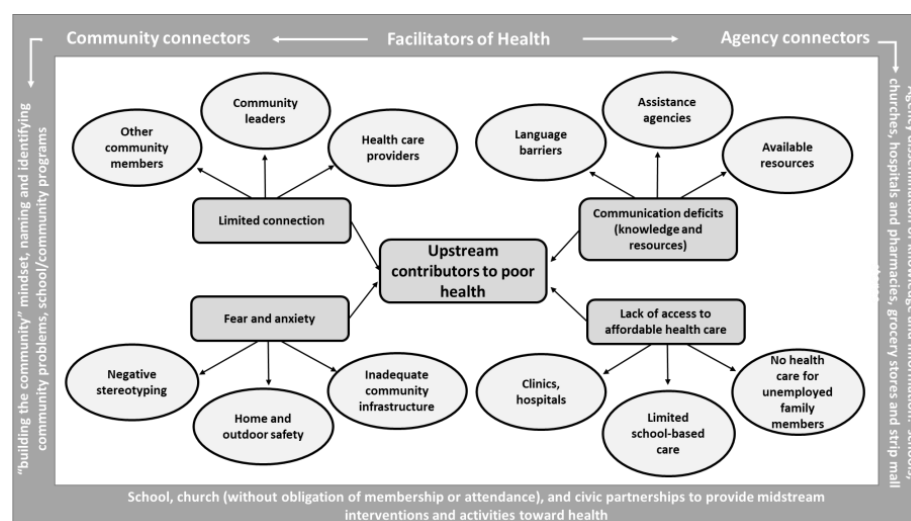 Community connectors
Facilitators of Health
Agency connectors
"building the community" mindset, naming and identifying
community problems, school/community programs
Other
community
members
Community
leaders
Health care
providers
Limited connection
Language
barriers
Assistance
agencies
Available
resources
Communication deficits
(knowledge and
resources)
Upstream
contributors to poor
health
Fear and anxiety
Negative
stereotyping
Home and
outdoor safety
Inadequate
community
infrastructure
Lack of access to
affordable health care
Clinics,
hospitals
Limited
school-based
care
No health
care for
unemployed
family
members
churches, hospitals and pharmacies, grocery stores and strip mall
School, church (without obligation of membership or attendance), and civic partnerships to provide midstream
interventions and activities toward health